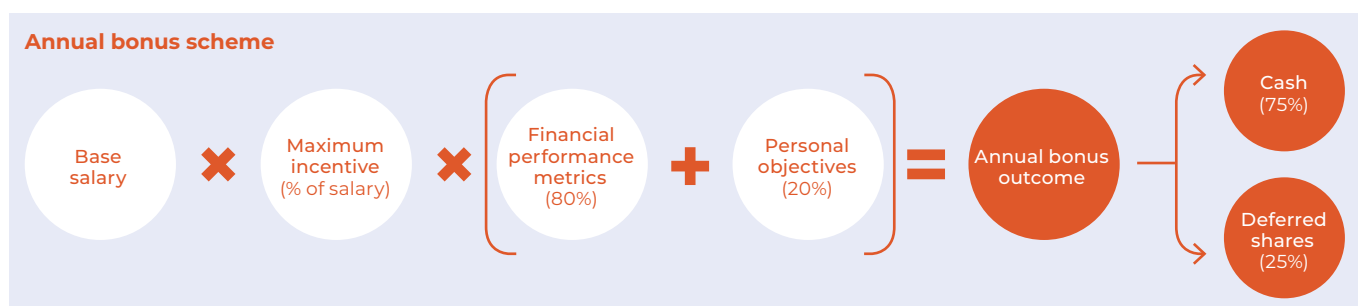 Annual bonus scheme
Base
salary
Maximum
incentive
(% of salary)
Financial
performance
metrics
(80%)
Personal
objectives
(20%)
Annual bonus
outcome
Cash
(75%)
Deferred
shares
(25%)